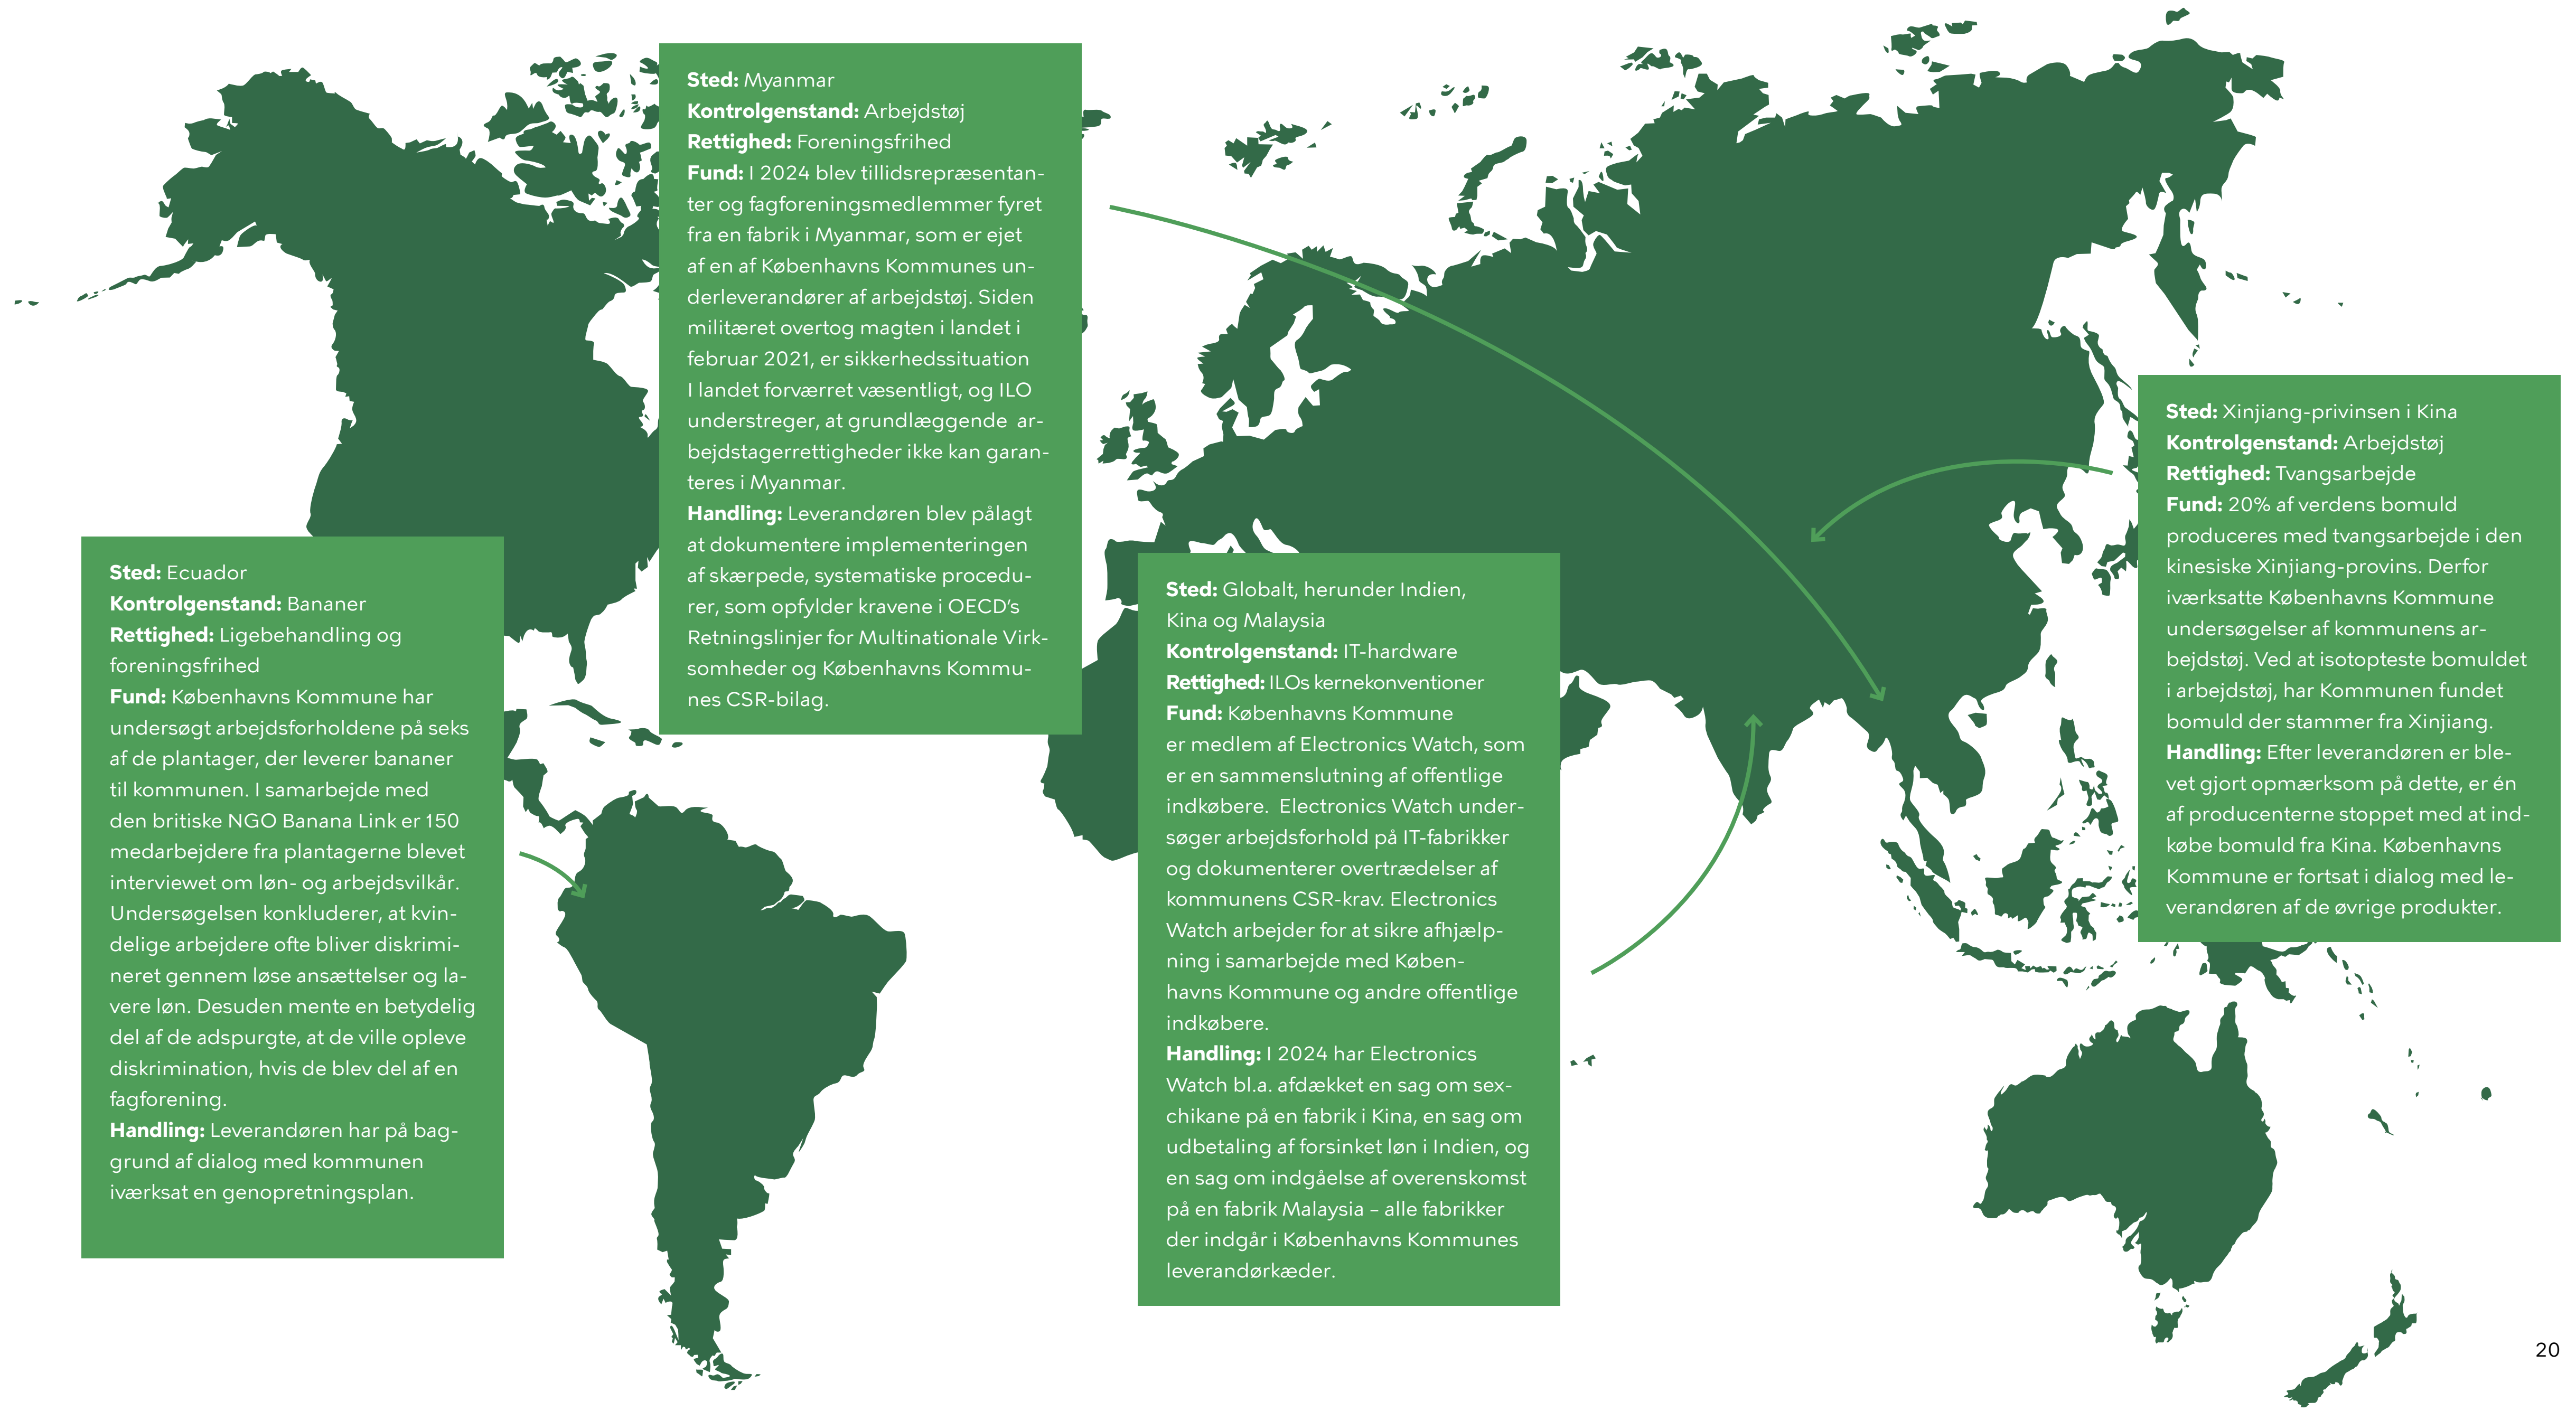 Sted: Myanmar
Kontrolgenstand: Arbejdstøj
Rettighed: Foreningsfrihed
Fund: I 2024 blev tillidsrepræsentan-
ter og fagforeningsmedlemmer fyret
fra en fabrik i Myanmar, som er ejet
af en af Københavns Kommunes un-
derleverandører af arbejdstøj. Siden
militæret overtog magten i landet i
februar 2021, er sikkerhedssituation
I landet forværret væsentligt, og ILO
understreger, at grundlæggende  ar-
bejdstagerrettigheder ikke kan garan-
teres i Myanmar.
Handling: Leverandøren blev pålagt
at dokumentere implementeringen
af skærpede, systematiske procedu-
rer, som opfylder kravene i OECD's
Retningslinjer for Multinationale Virk-
somheder og Københavns Kommu-
nes CSR-bilag.
Sted: Ecuador
Kontrolgenstand: Bananer
Rettighed: Ligebehandling og
foreningsfrihed
Fund: Københavns Kommune har
undersøgt arbejdsforholdene på seks
af de plantager, der leverer bananer
til kommunen. I samarbejde med
den britiske NGO Banana Link er 150
medarbejdere fra plantagerne blevet
interviewet om løn- og arbejdsvilkår.
Undersøgelsen konkluderer, at kvin-
delige arbejdere ofte bliver diskrimi-
neret gennem løse ansættelser og la-
vere løn. Desuden mente en betydelig
del af de adspurgte, at de ville opleve
diskrimination, hvis de blev del af en
fagforening.
Handling: Leverandøren har på bag-
grund af dialog med kommunen
iværksat en genopretningsplan.
Sted: Globalt, herunder Indien,
Kina og Malaysia
Kontrolgenstand: IT-hardware
Rettighed: ILOs kernekonventioner
Fund: Københavns Kommune
er medlem af Electronics Watch, som
er en sammenslutning af offentlige
indkøbere.  Electronics Watch under-
søger arbejdsforhold på IT-fabrikker
og dokumenterer overtrædelser af
kommunens CSR-krav. Electronics
Watch arbejder for at sikre afhjælp-
ning i samarbejde med Køben-
havns Kommune og andre offentlige
indkøbere.
Handling: I 2024 har Electronics
Watch bl.a. afdækket en sag om sex-
chikane på en fabrik i Kina, en sag om
udbetaling af forsinket løn i Indien, og
en sag om indgåelse af overenskomst
på en fabrik Malaysia – alle fabrikker
der indgår i Københavns Kommunes
leverandørkæder.
Sted: Xinjiang-privinsen i Kina
Kontrolgenstand: Arbejdstøj
Rettighed: Tvangsarbejde
Fund: 20% af verdens bomuld
produceres med tvangsarbejde i den
kinesiske Xinjiang-provins. Derfor
iværksatte Københavns Kommune
undersøgelser af kommunens ar-
bejdstøj. Ved at isotopteste bomuldet
i arbejdstøj, har Kommunen fundet
bomuld der stammer fra Xinjiang.
Handling: Efter leverandøren er ble-
vet gjort opmærksom på dette, er én
af producenterne stoppet med at ind-
købe bomuld fra Kina. Københavns
Kommune er fortsat i dialog med le-
verandøren af de øvrige produkter.
20